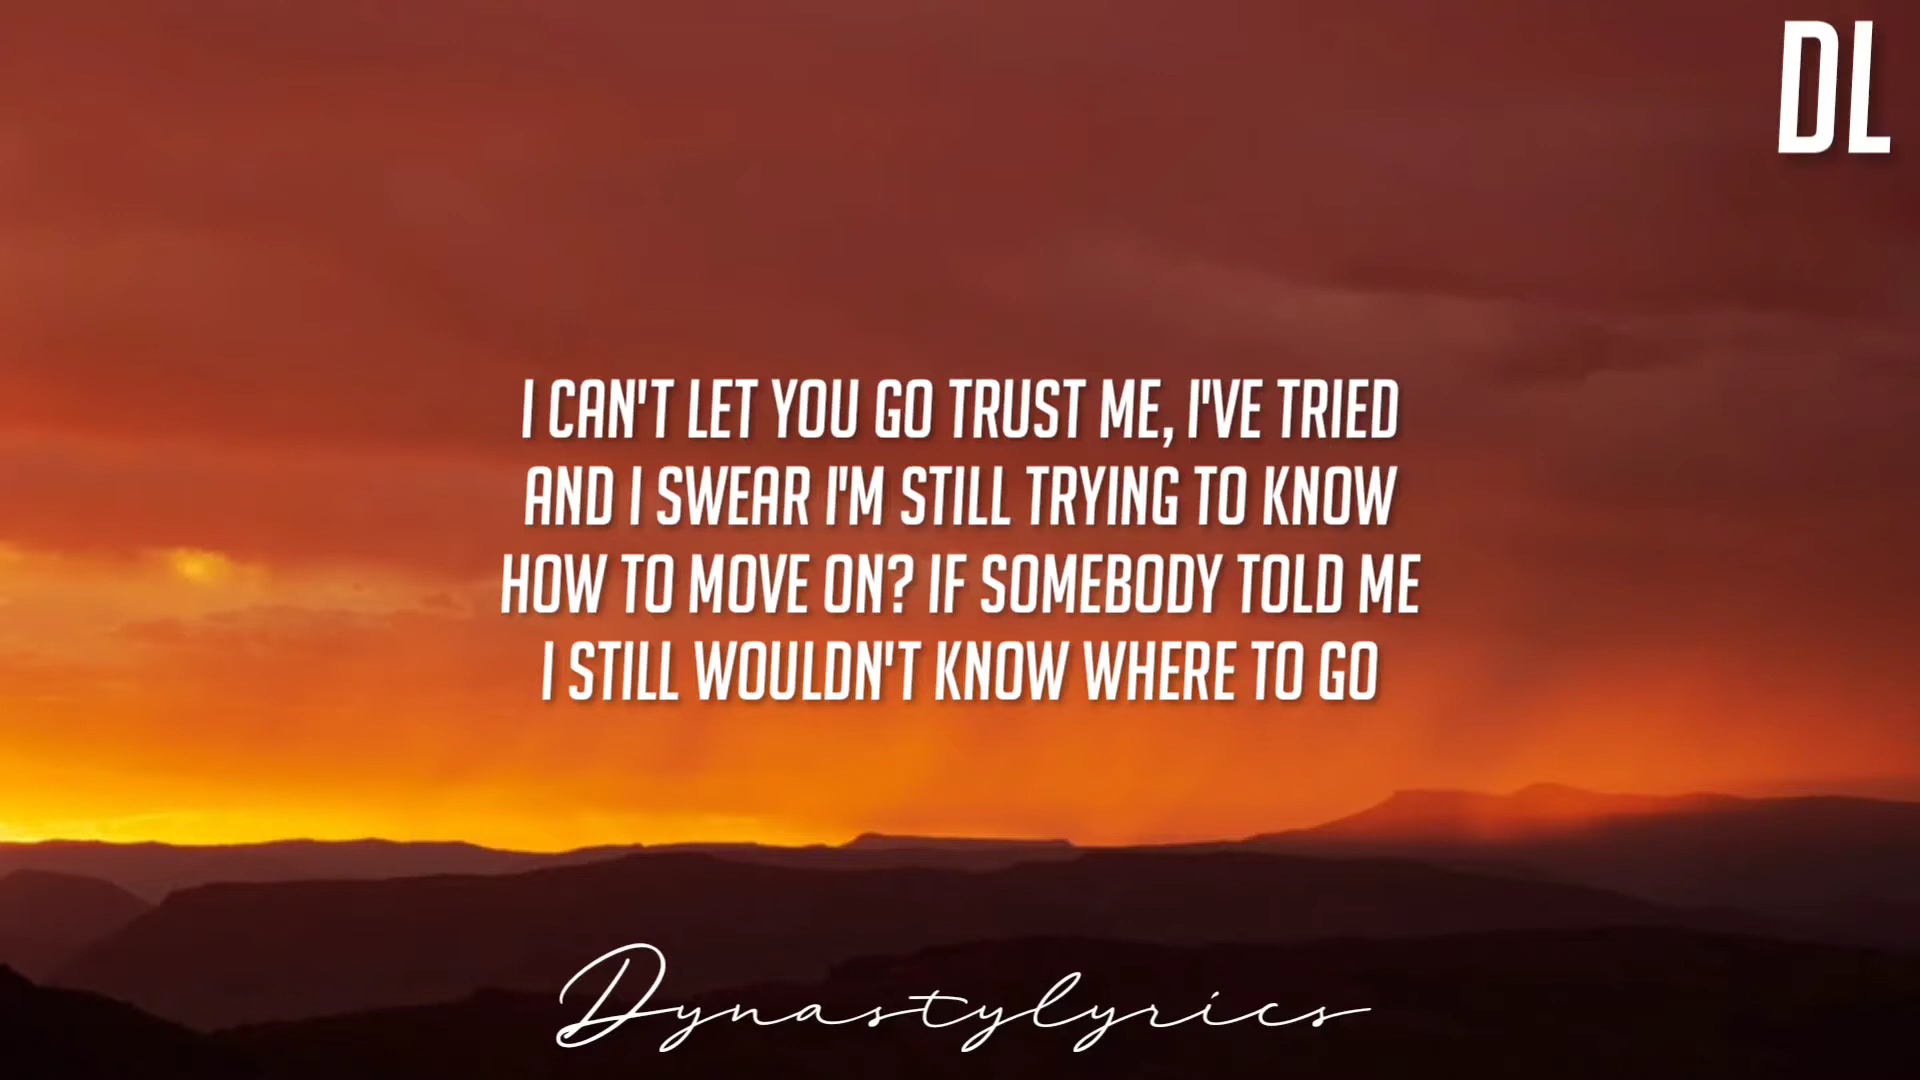 DL
I CAN'T LET YOU GO TRUST ME, I'VE TRIED
AND I SWEAR I'M STILL TRYING TO KNOW
HOW TO MOVE ON? IF SOMEBODY TOLD ME
I STILL WOULDN'T KNOW WHERE TO GO
Dynastylyrics